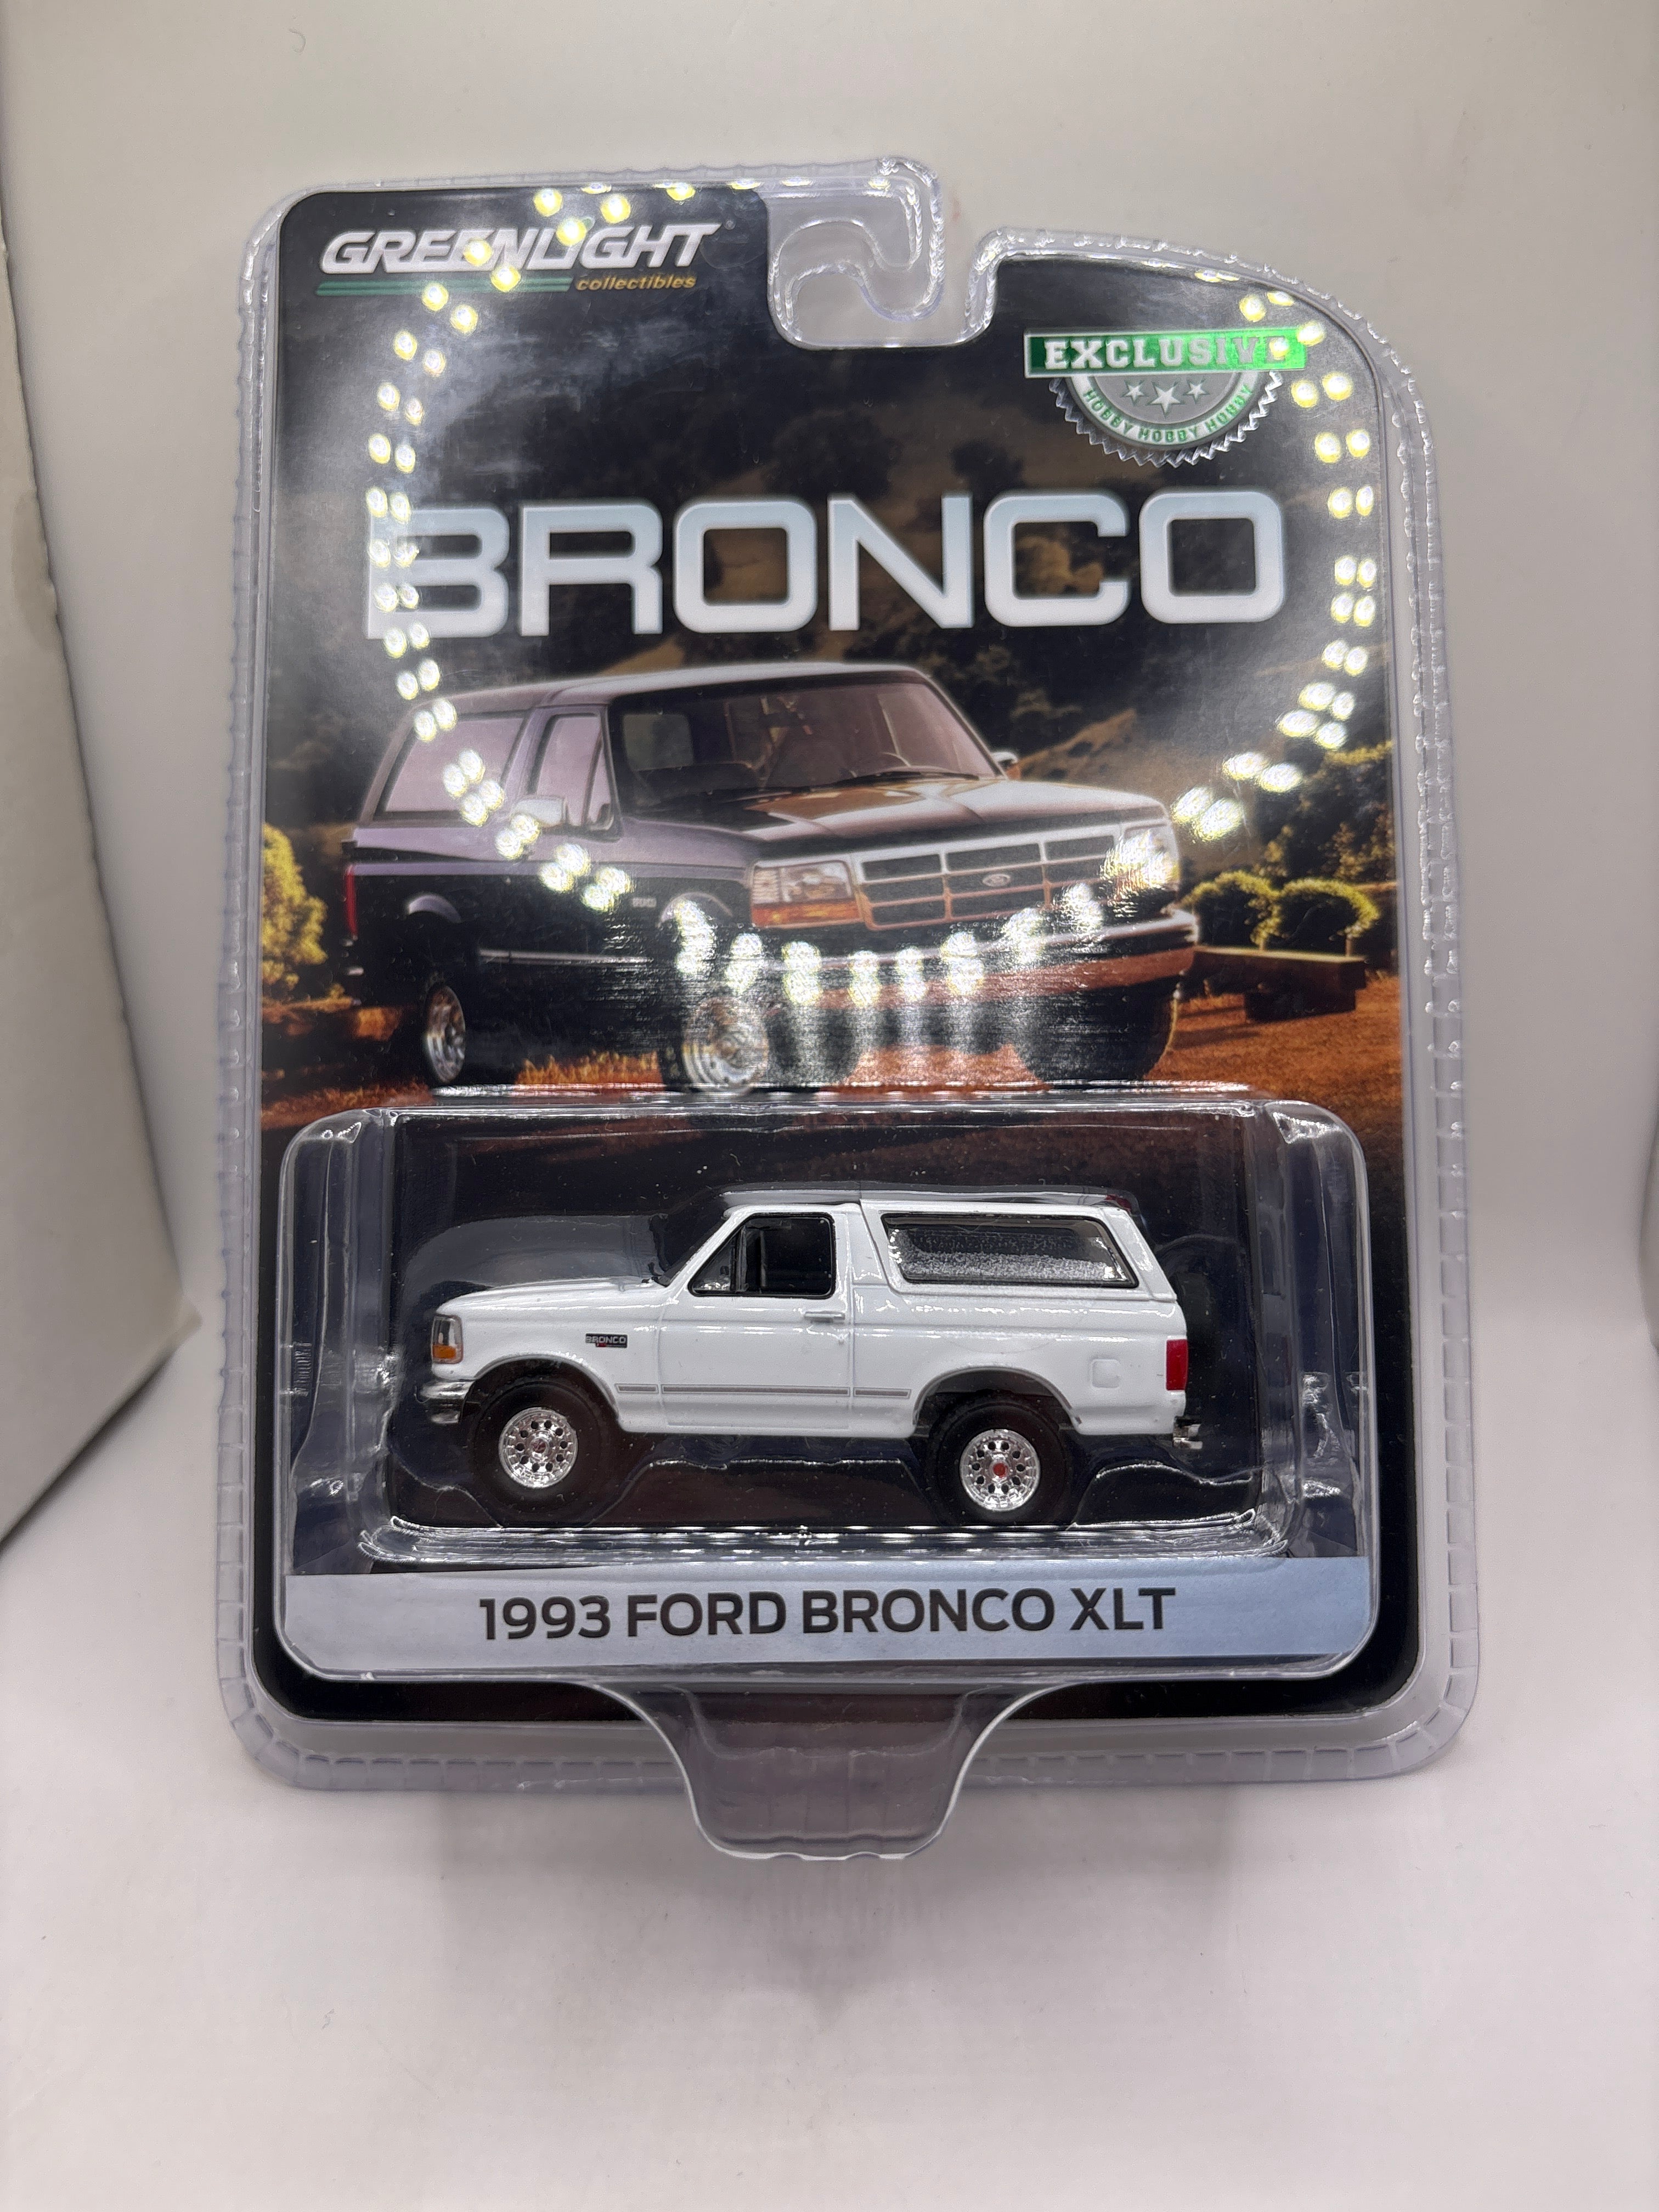 GREENLIGHT
collectibles
EXCLUSIVE
HOBBY HOBBY HOBBY
BRONCO
BRONCO
1993 FORD BRONCO XLT